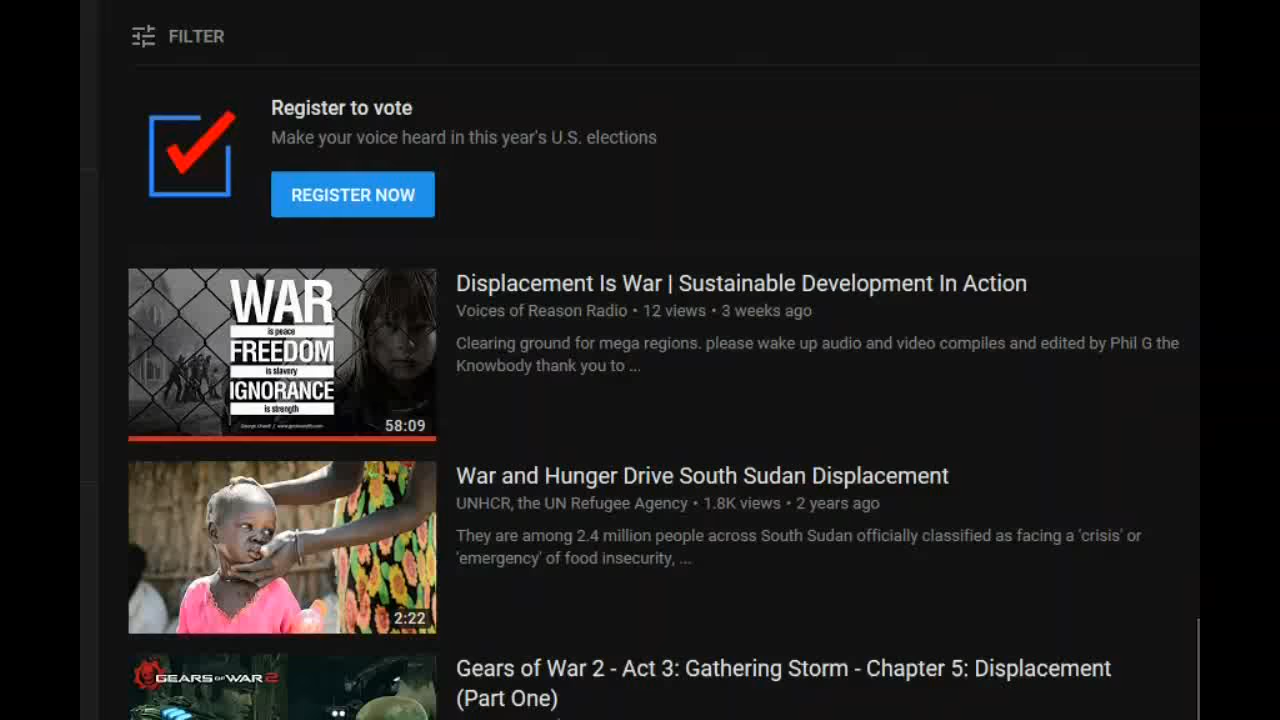 FILTER
Register to vote
Make your voice heard in this year's U.S. elections
REGISTER NOW
WAR
is peace
FREEDOM
is slavery
IGNORANCE
is strength
58:09
Displacement Is War | Sustainable Development In Action
Voices of Reason Radio • 12 views • 3 weeks ago
Clearing ground for mega regions. please wake up audio and video compiles and edited by Phil G the
Knowbody thank you to ...
2:22
War and Hunger Drive South Sudan Displacement
UNHCR, the UN Refugee Agency • 1.8K views • 2 years ago
They are among 2.4 million people across South Sudan officially classified as facing a 'crisis' or
'emergency' of food insecurity, ...
GEARS OF WAR 2
Gears of War 2 - Act 3: Gathering Storm - Chapter 5: Displacement
(Part One)